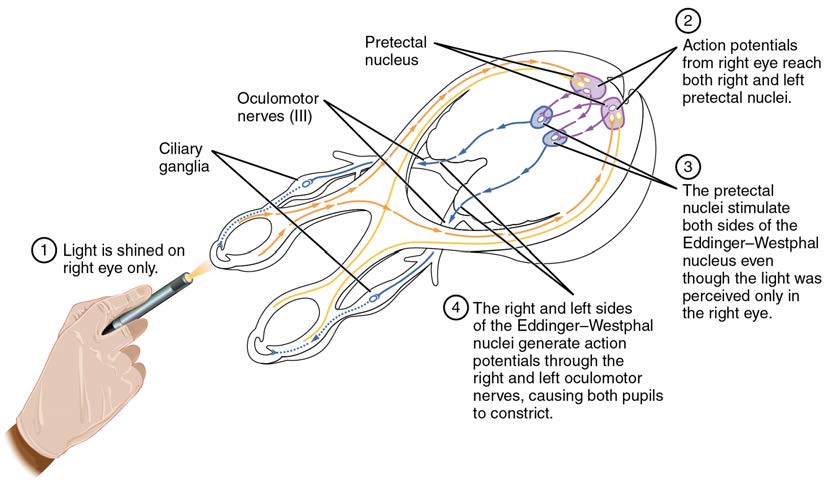 Pretectal
nucleus
Oculomotor
nerves (III)
Ciliary
ganglia
1 Light is shined on
right eye only.
2
Action potentials
from right eye reach
both right and left
pretectal nuclei.
3
The pretectal
nuclei stimulate
both sides of the
Eddinger–Westphal
nucleus even
though the light was
perceived only in
the right eye.
4 The right and left sides
of the Eddinger–Westphal
nuclei generate action
potentials through the
right and left oculomotor
nerves, causing both pupils
to constrict.